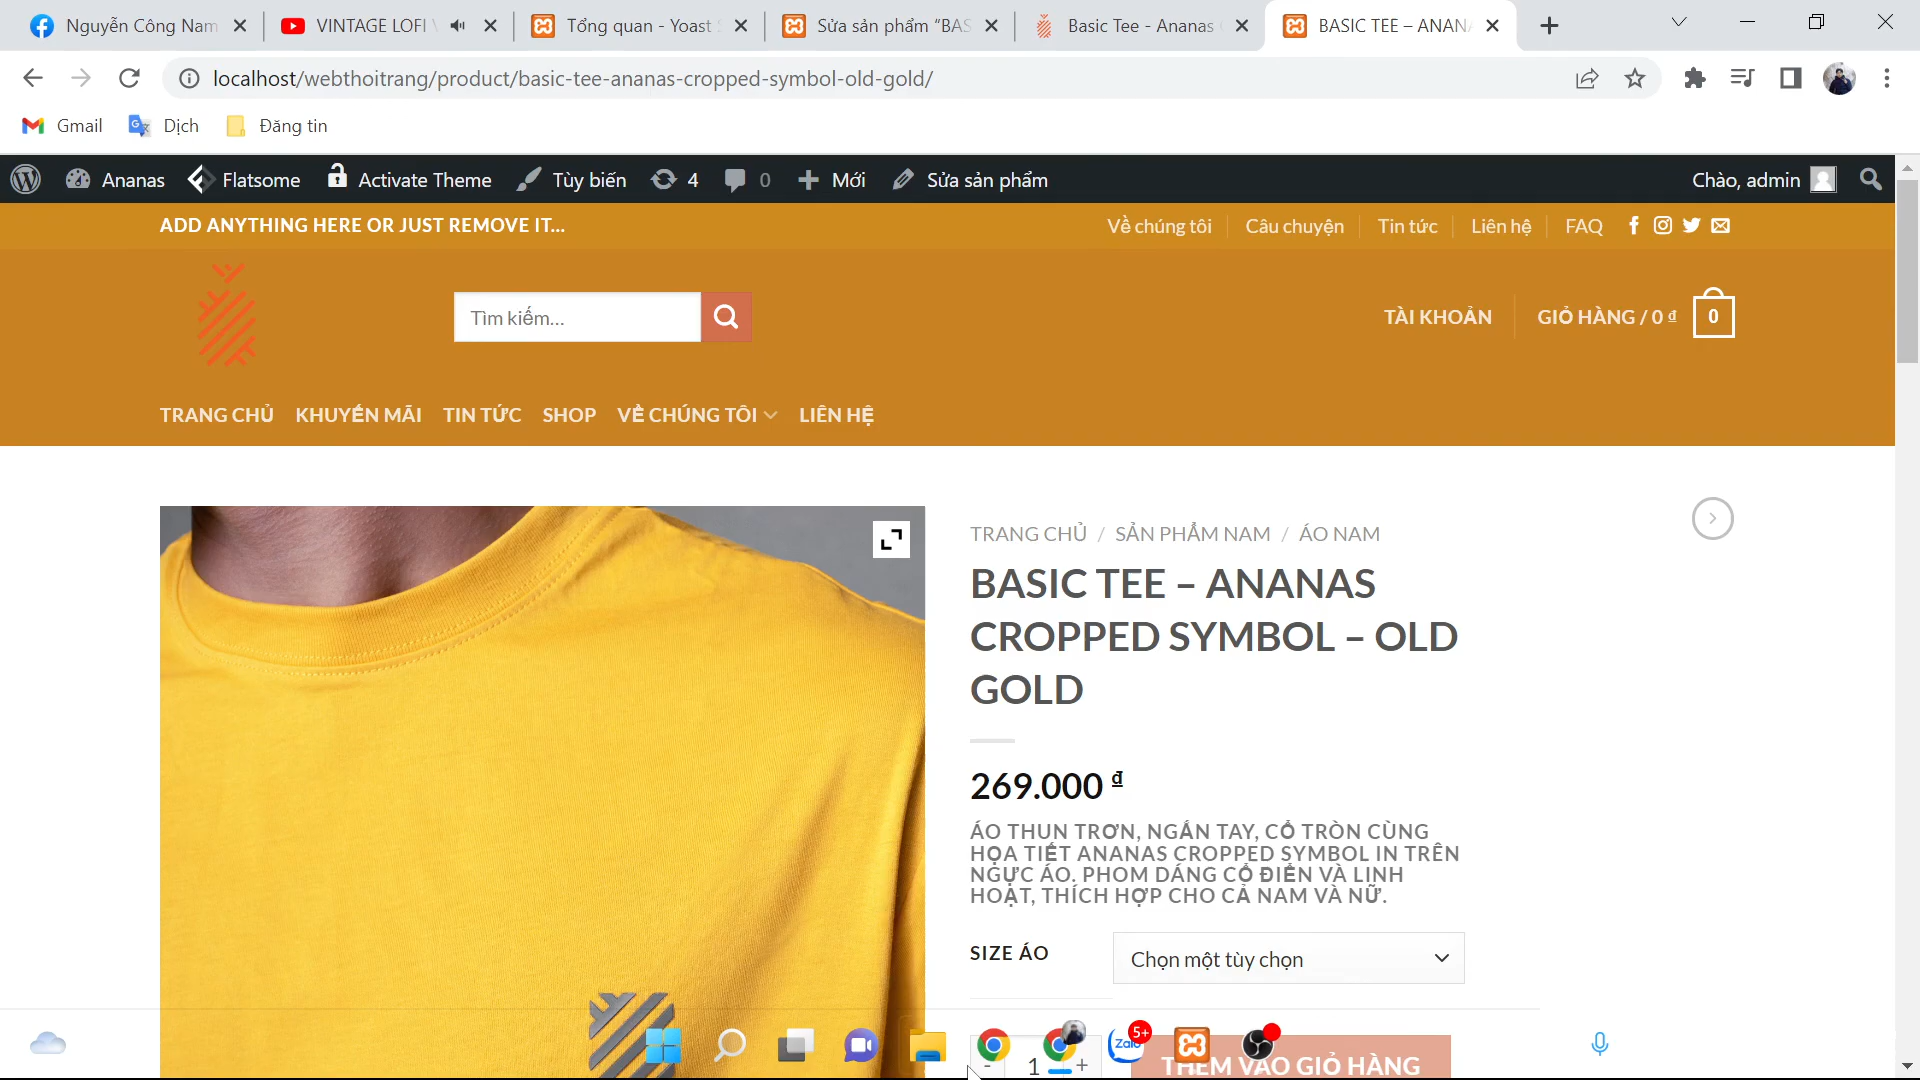 Nguyễn Công Nam
VINTAGE LOFI
Tổng quan - Yoast
Sửa sản phẩm “BAS
Basic Tee - Ananas
BASIC TEE – ANAN
localhost/webthoitrang/product/basic-tee-ananas-cropped-symbol-old-gold/
Gmail
Dịch
Đăng tin
Ananas
Flatsome
Activate Theme
Tùy biến
4
0
Mới
Sửa sản phẩm
Chào, admin
ADD ANYTHING HERE OR JUST REMOVE IT...
Về chúng tôi
Câu chuyện
Tin tức
Liên hệ
FAQ
Tìm kiếm...
TÀI KHOẢN
GIỎ HÀNG / 0 ₫
0
TRANG CHỦ
KHUYẾN MÃI
TIN TỨC
SHOP
VỀ CHÚNG TÔI
LIÊN HỆ
TRANG CHỦ / SẢN PHẨM NAM / ÁO NAM
BASIC TEE – ANANAS
CROPPED SYMBOL – OLD
GOLD
269.000 ₫
ÁO THUN TRƠN, NGẮN TAY, CỔ TRÒN CÙNG
HỌA TIẾT ANANAS CROPPED SYMBOL IN TRÊN
NGỰC ÁO. PHOM DÁNG CỔ ĐIỂN VÀ LINH
HOẠT, THÍCH HỢP CHO CẢ NAM VÀ NỮ.
SIZE ÁO
Chọn một tùy chọn
- 1 +
THÊM VÀO GIỎ HÀNG
Zalo
5+